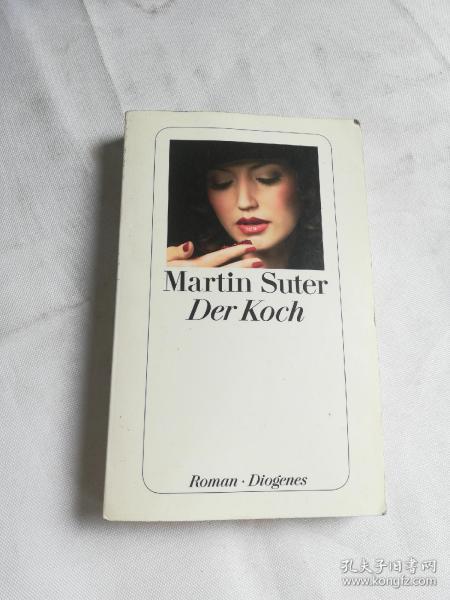 Martin Suter
Der Koch
Roman · Diogenes
孔夫子旧书网
www.kongfz.com